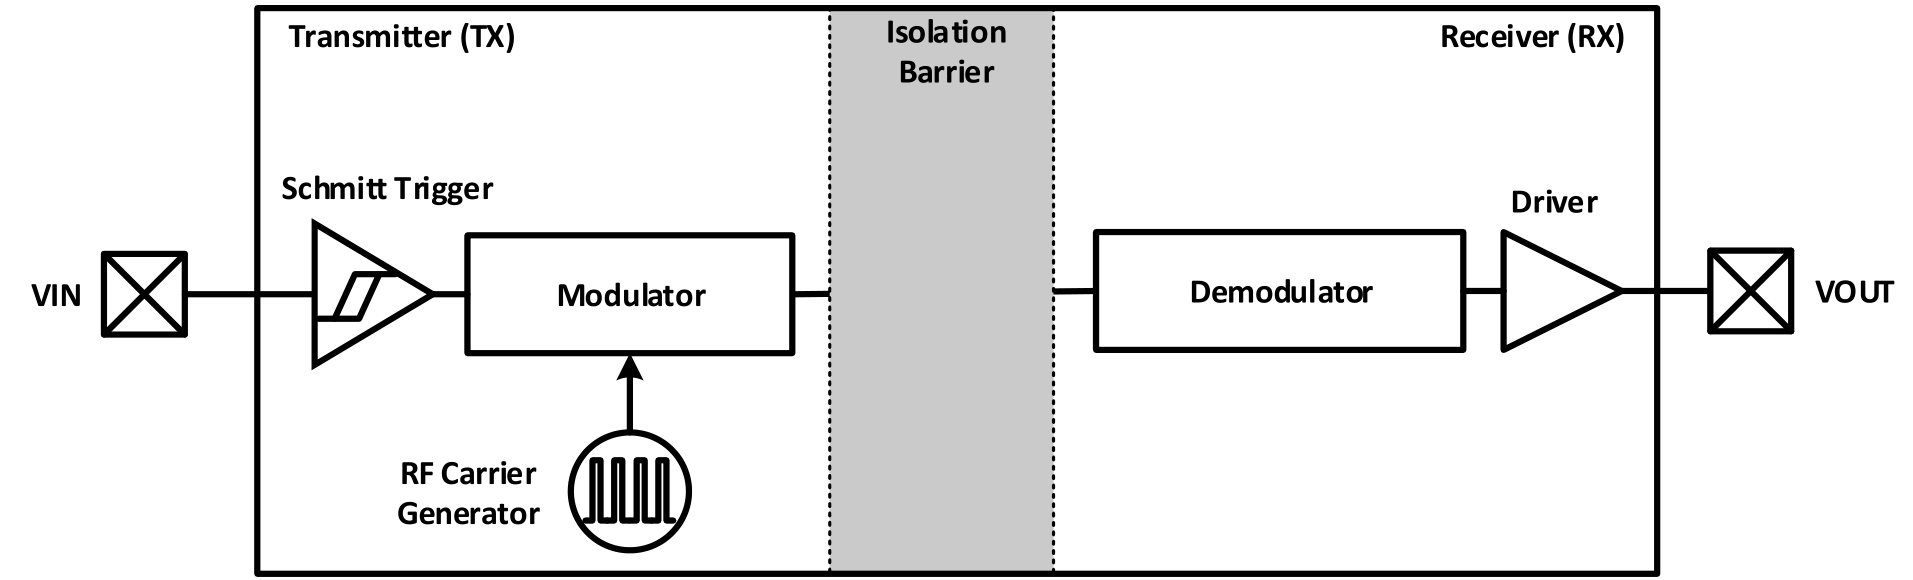 Transmitter (TX)
Isolation
Barrier
Receiver (RX)
Schmitt Trigger
Driver
VIN
Modulator
Demodulator
VOUT
RF Carrier
Generator